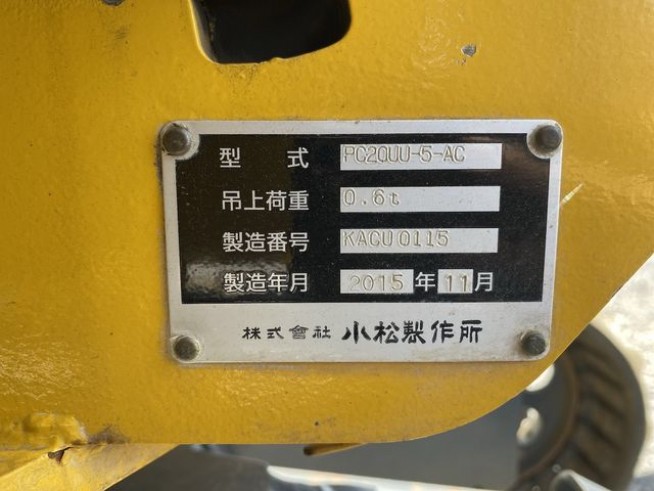 型 式 PC20UU-5-AC
吊上荷重 0.6t
製造番号 KACU0115
製造年月 2015年11月
株式會社 小松製作所